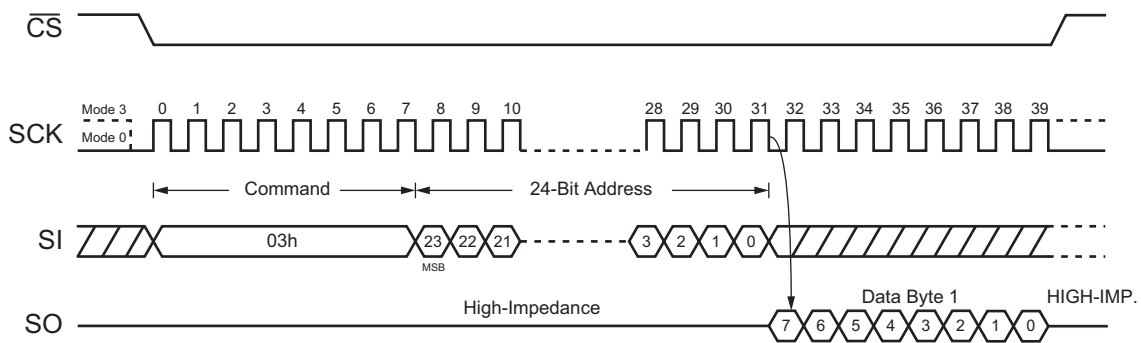 CS
Mode 3
0 1 2 3 4 5 6 7 8 9 10 28 29 30 31 32 33 34 35 36 37 38 39
SCK
Mode 0
Command 24-Bit Address
SI 03h 23 22 21 3 2 1 0
MSB
High-Impedance Data Byte 1 HIGH-IMP.
SO 7 6 5 4 3 2 1 0